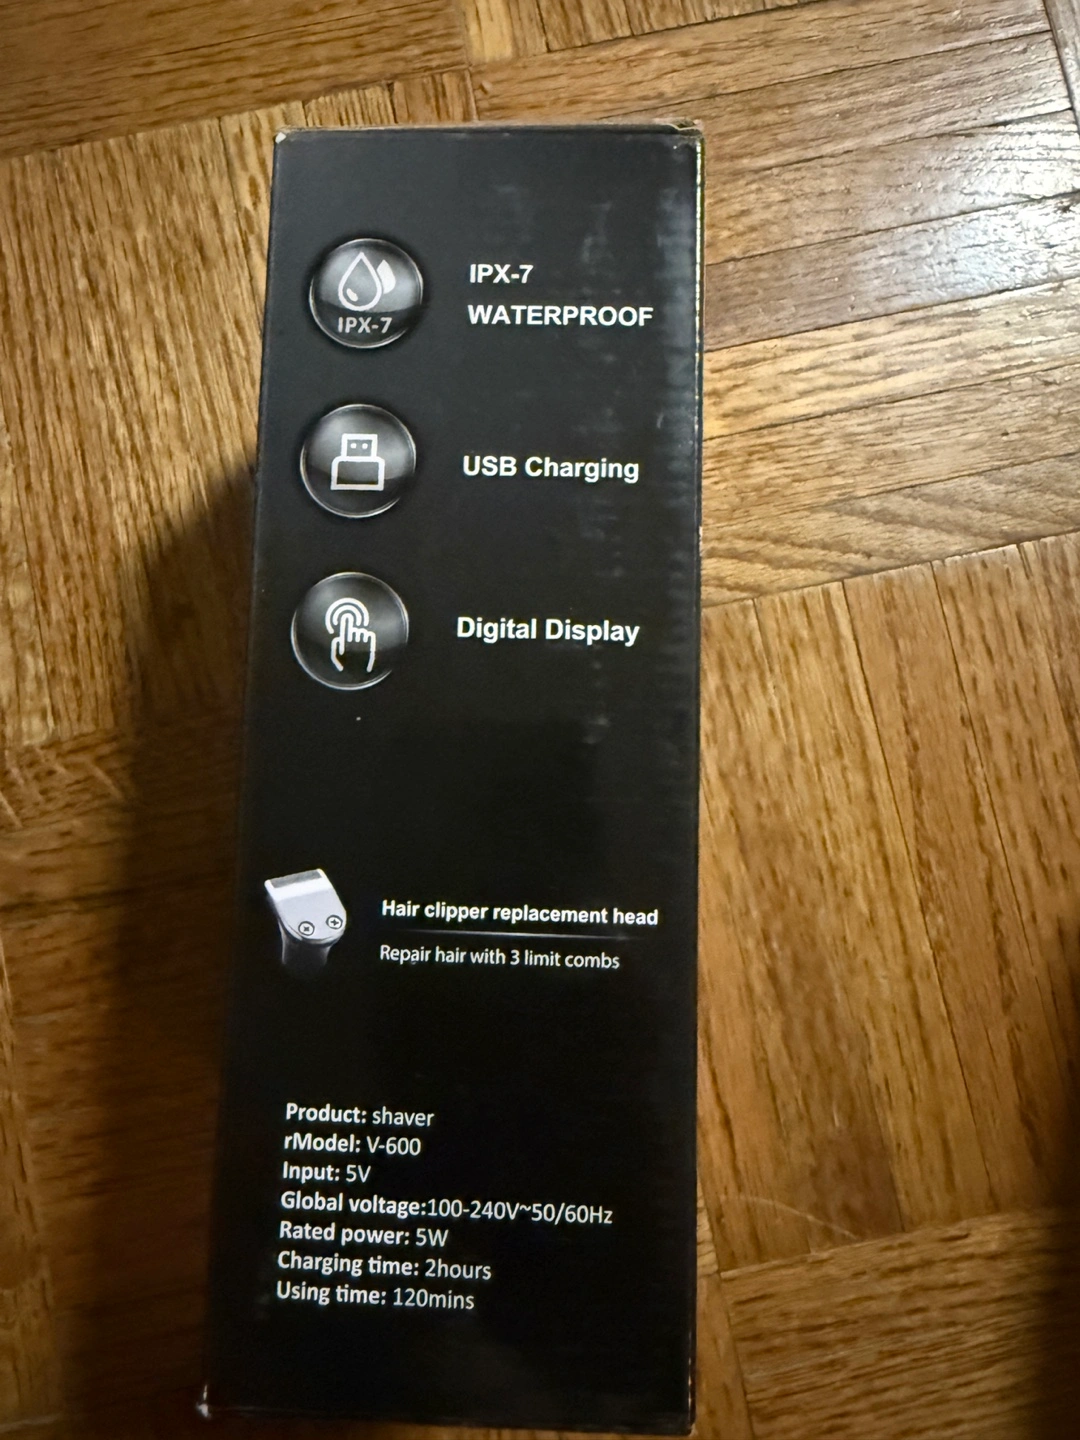 IPX-7
IPX-7
WATERPROOF
USB Charging
Digital Display
Hair clipper replacement head
Repair hair with 3 limit combs
Product: shaver
rModel: V-600
Input: 5V
Global voltage:100-240V~50/60Hz
Rated power: 5W
Charging time: 2hours
Using time: 120mins